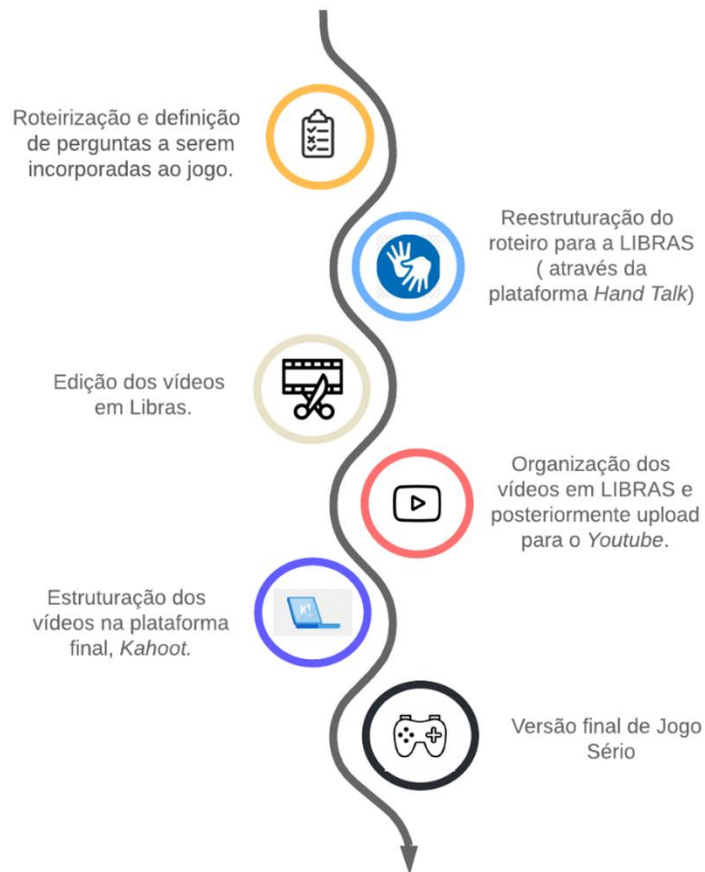 Roteirização e definição
de perguntas a serem
incorporadas ao jogo.
Reestruturação do
roteiro para a LIBRAS
( através da
plataforma Hand Talk)
Edição dos vídeos
em Libras.
Organização dos
vídeos em LIBRAS e
posteriormente upload
para o Youtube.
Estruturação dos
vídeos na plataforma
final, Kahoot.
K!
Versão final de Jogo
Sério